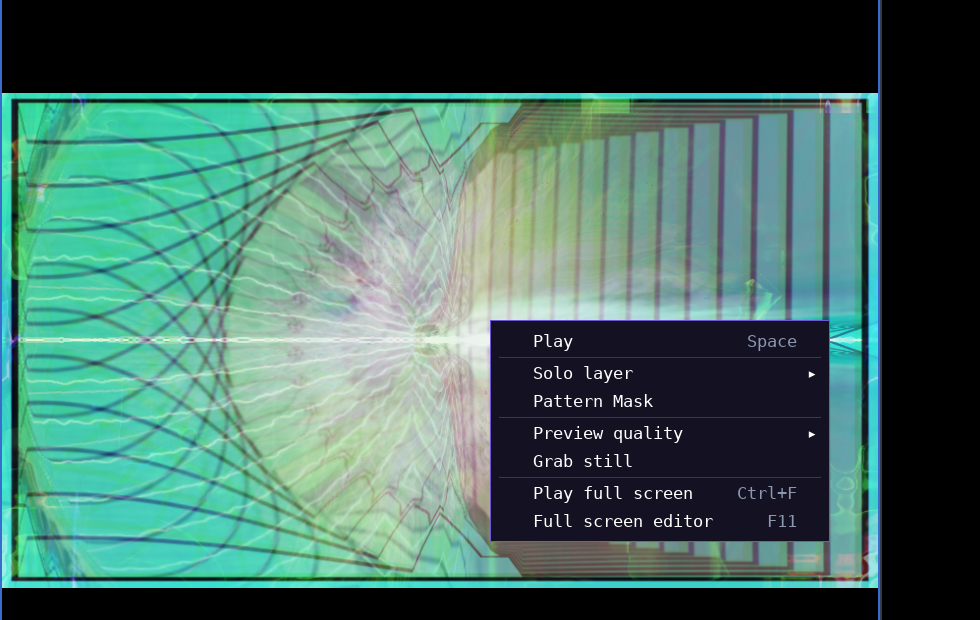 Play Space
Solo layer ▸
Pattern Mask
Preview quality ▸
Grab still
Play full screen Ctrl+F
Full screen editor F11